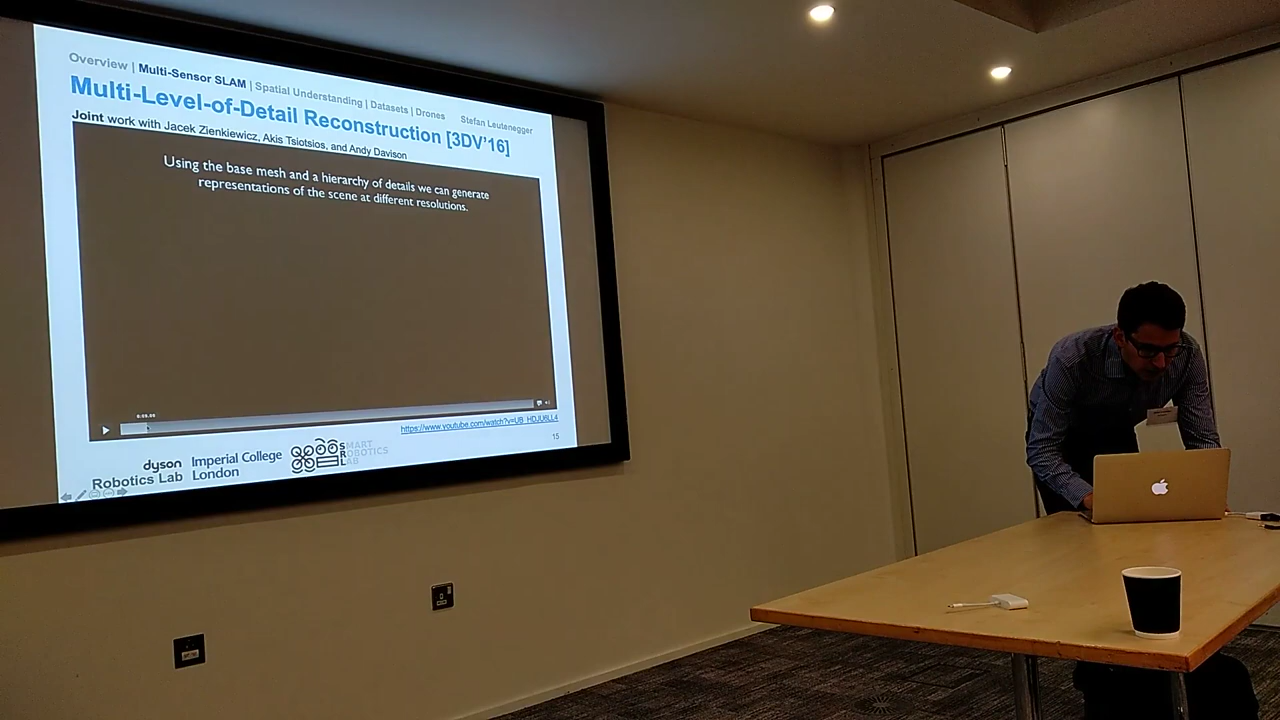 Overview | Multi-Sensor SLAM | Spatial Understanding | Datasets | Drones Stefan Leutenegger
Multi-Level-of-Detail Reconstruction [3DV'16]
Joint work with Jacek Zienkiewicz, Akis Tsiotsios, and Andy Davison
Using the base mesh and a hierarchy of details we can generate
representations of the scene at different resolutions.
15
dyson
Robotics Lab
Imperial College
London
SMART
ROBOTICS
LAB